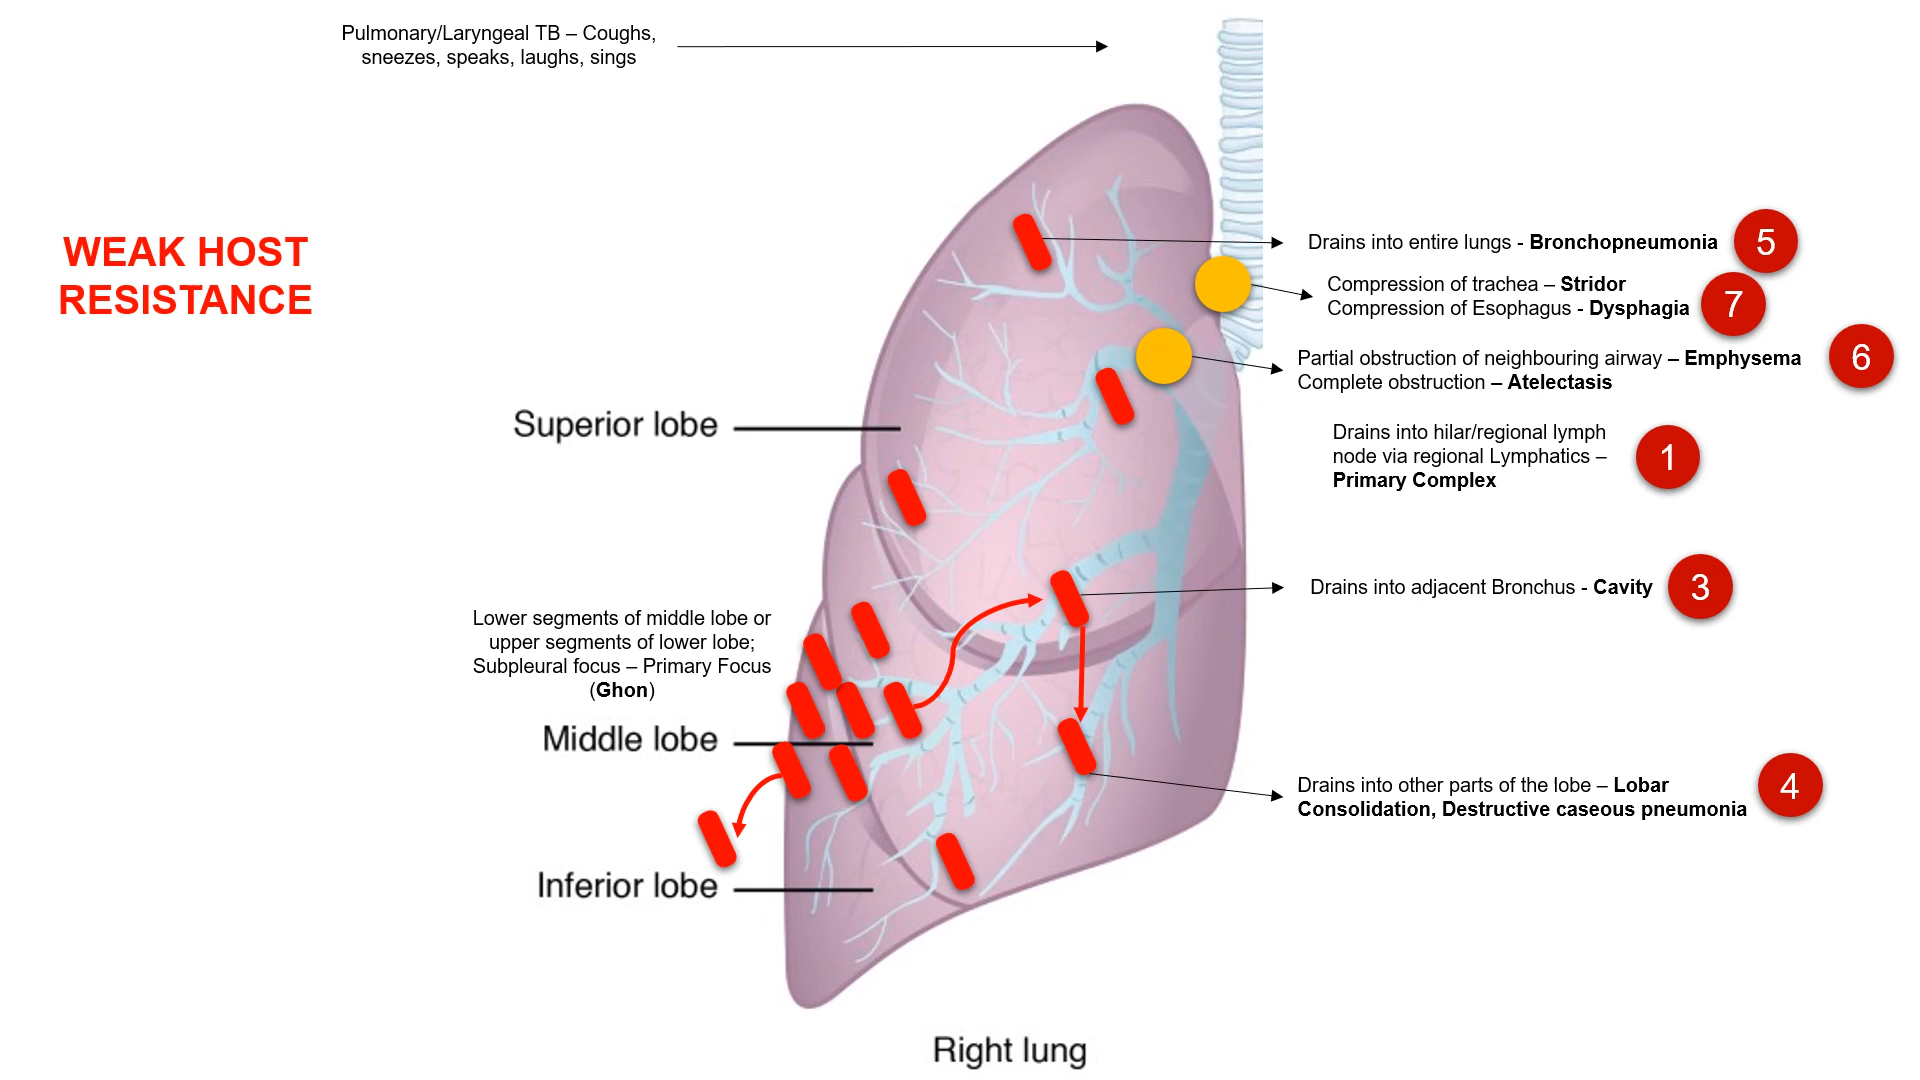 Pulmonary/Laryngeal TB – Coughs,
sneezes, speaks, laughs, sings
WEAK HOST
RESISTANCE
Drains into entire lungs - Bronchopneumonia
5
Compression of trachea – Stridor
Compression of Esophagus - Dysphagia
7
Partial obstruction of neighbouring airway – Emphysema
Complete obstruction – Atelectasis
6
Superior lobe
Drains into hilar/regional lymph
node via regional Lymphatics –
Primary Complex
1
Drains into adjacent Bronchus - Cavity
3
Lower segments of middle lobe or
upper segments of lower lobe;
Subpleural focus – Primary Focus
(Ghon)
Middle lobe
Drains into other parts of the lobe – Lobar
Consolidation, Destructive caseous pneumonia
4
Inferior lobe
Right lung